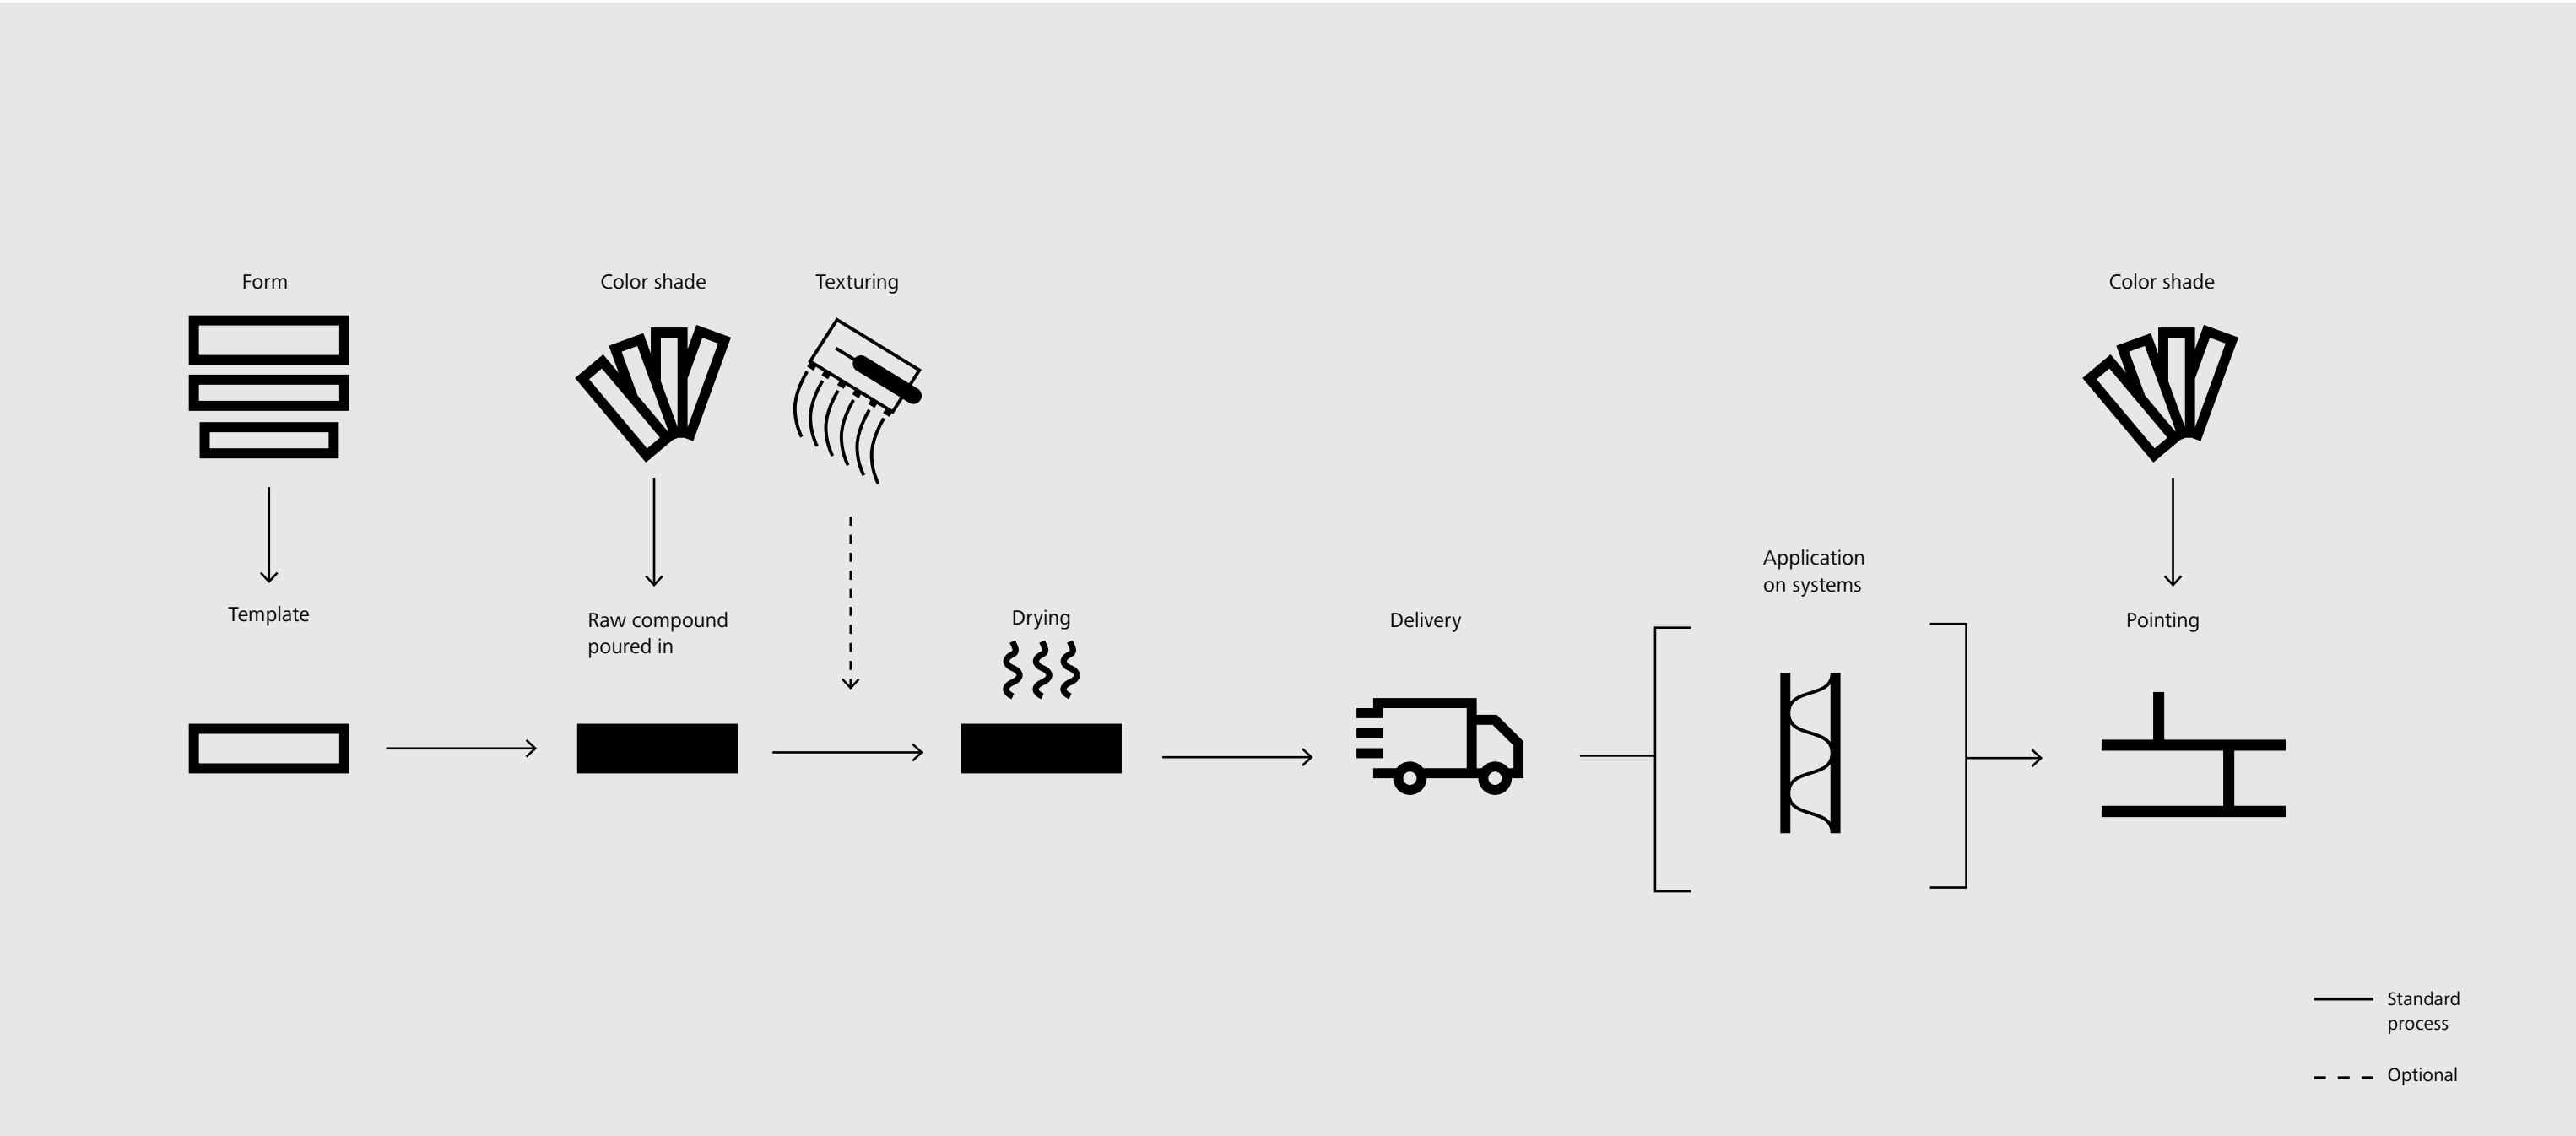 Form
Color shade
Texturing
Color shade
Application
on systems
Template
Raw compound
poured in
Drying
Delivery
Pointing
Standard
process
Optional